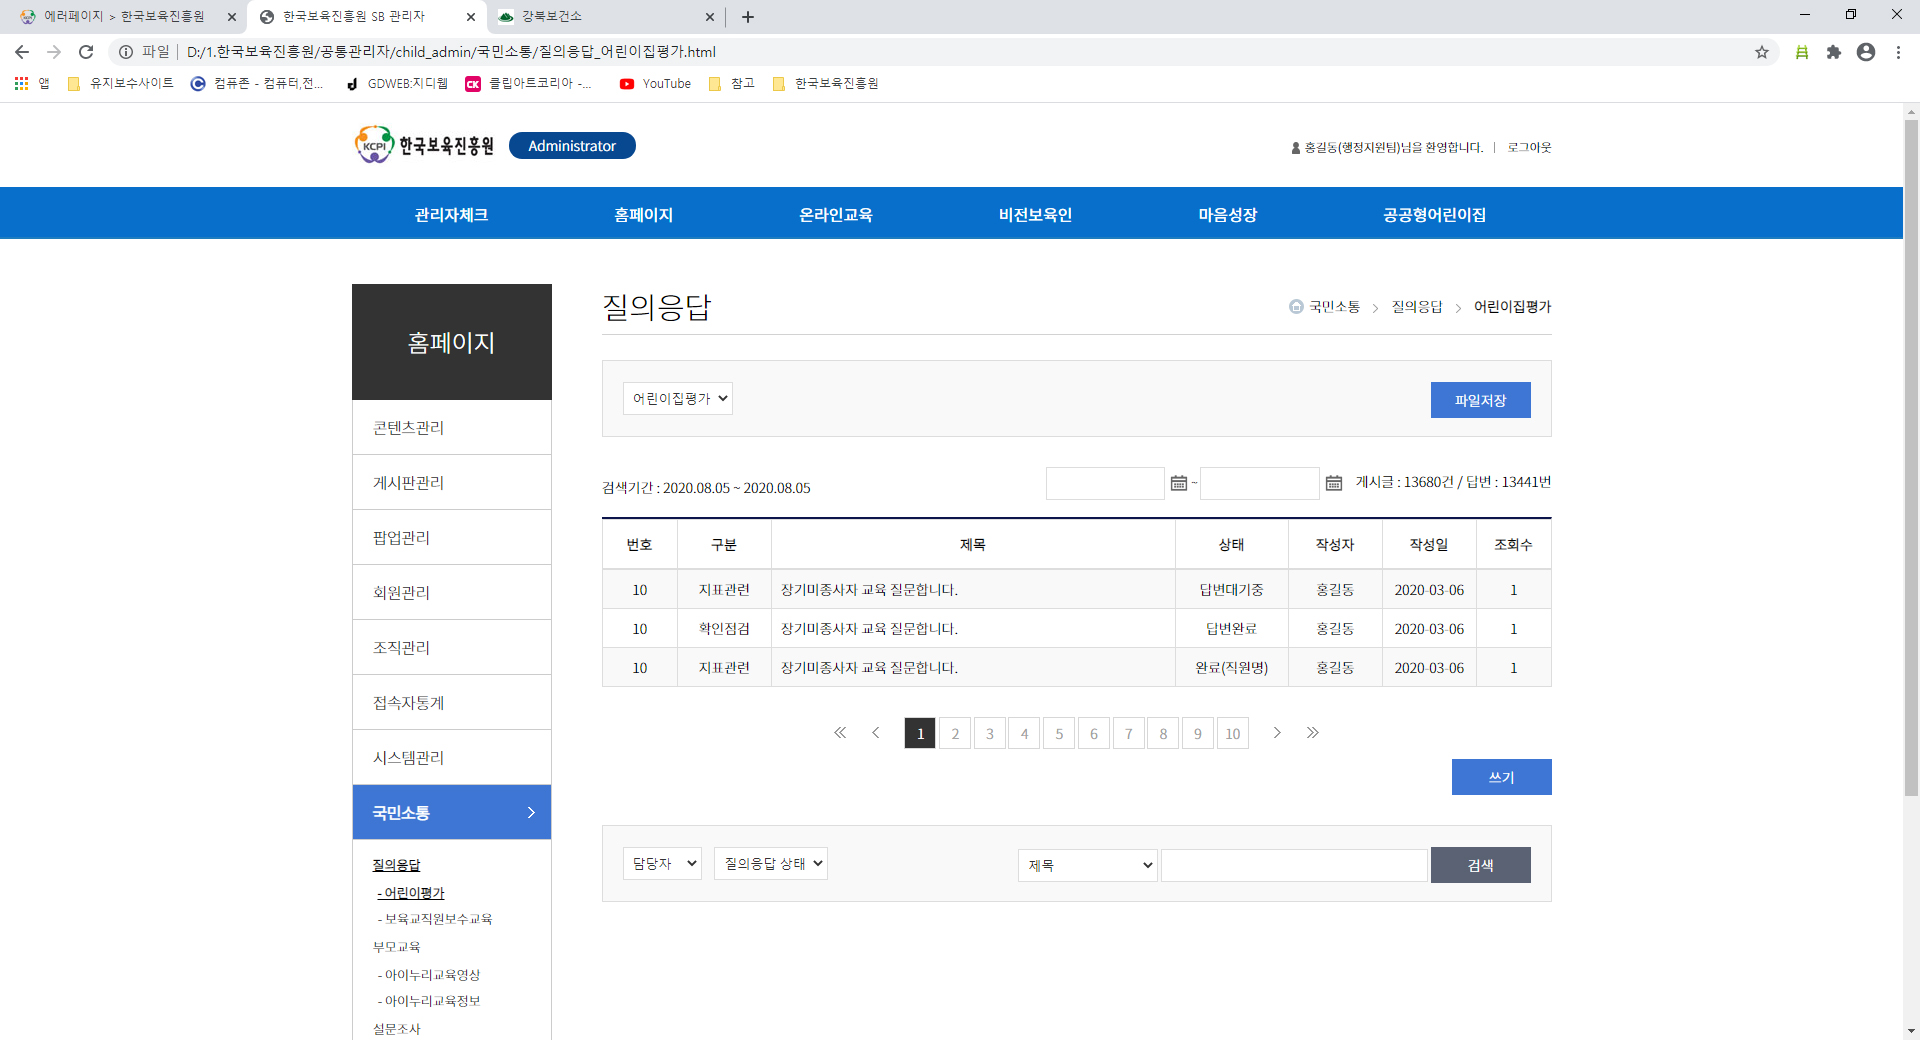 에러페이지 > 한국보육진흥원
한국보육진흥원 SB 관리자
강북보건소
파일 D:/1.한국보육진흥원/공통관리자/child_admin/국민소통/질의응답_어린이집평가.html
앱 유지보수사이트 컴퓨존 - 컴퓨터,전... GDWEB:지디웹 클립아트코리아 -... YouTube 참고 한국보육진흥원
KCPI 한국보육진흥원 Administrator
홍길동(행정지원팀)님을 환영합니다. 로그아웃
관리자체크 홈페이지 온라인교육 비전보육인 마음성장 공공형어린이집
홈페이지
콘텐츠관리
게시판관리
팝업관리
회원관리
조직관리
접속자통계
시스템관리
국민소통
질의응답
- 어린이평가
- 보육교직원보수교육
부모교육
- 아이누리교육영상
- 아이누리교육정보
설문조사
질의응답
국민소통 > 질의응답 > 어린이집평가
어린이집평가 파일저장
검색기간 : 2020.08.05 ~ 2020.08.05 ~ 게시글 : 13680건 / 답변 : 13441번
번호 구분 제목 상태 작성자 작성일 조회수
10 지표관련 장기미종사자 교육 질문합니다. 답변대기중 홍길동 2020-03-06 1
10 확인점검 장기미종사자 교육 질문합니다. 답변완료 홍길동 2020-03-06 1
10 지표관련 장기미종사자 교육 질문합니다. 완료(직원명) 홍길동 2020-03-06 1
1 2 3 4 5 6 7 8 9 10
쓰기
담당자 질의응답 상태 제목 검색